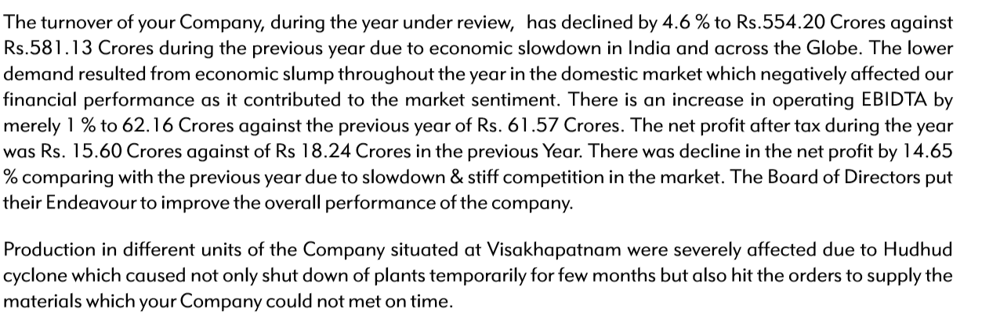 The turnover of your Company, during the year under review, has declined by 4.6 % to Rs.554.20 Crores against
Rs.581.13 Crores during the previous year due to economic slowdown in India and across the Globe. The lower
demand resulted from economic slump throughout the year in the domestic market which negatively affected our
financial performance as it contributed to the market sentiment. There is an increase in operating EBIDTA by
merely 1 % to 62.16 Crores against the previous year of Rs. 61.57 Crores. The net profit after tax during the year
was Rs. 15.60 Crores against of Rs 18.24 Crores in the previous Year. There was decline in the net profit by 14.65
% comparing with the previous year due to slowdown & stiff competition in the market. The Board of Directors put
their Endeavour to improve the overall performance of the company.
Production in different units of the Company situated at Visakhapatnam were severely affected due to Hudhud
cyclone which caused not only shut down of plants temporarily for few months but also hit the orders to supply the
materials which your Company could not met on time.